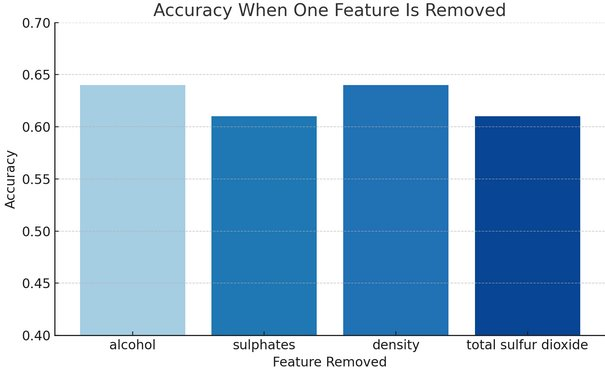 Accuracy When One Feature Is Removed
0.70
0.65
0.60
0.55
0.50
0.45
0.40
Accuracy
alcohol
sulphates
density
total sulfur dioxide
Feature Removed